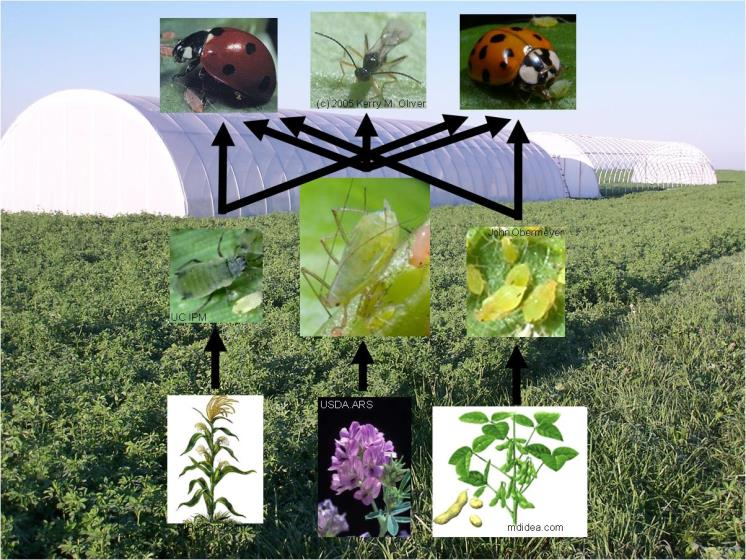 (c) 2005 Kerry M. Oliver
John Obermeyer
UC IPM
USDA.ARS
mdidea.com